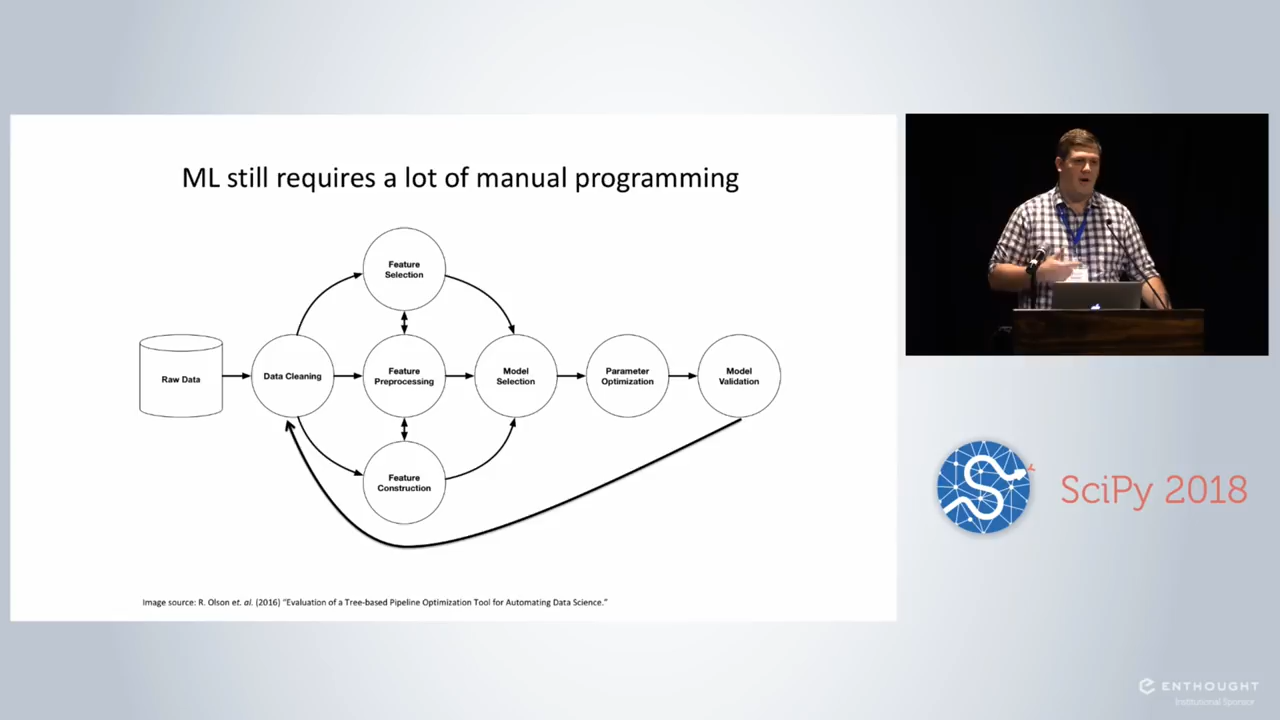 ML still requires a lot of manual programming
Feature
Selection
Raw Data
Data Cleaning
Feature
Preprocessing
Model
Selection
Parameter
Optimization
Model
Validation
Feature
Construction
Image source: R. Olson et. al. (2016) “Evaluation of a Tree-based Pipeline Optimization Tool for Automating Data Science.”
SciPy 2018
ENTHOUGHT
Institutional Sponsor